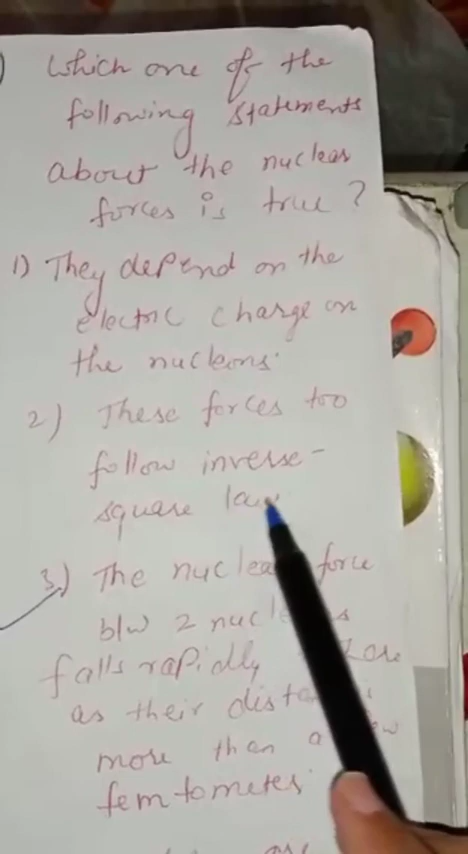 Which one of the
following statements
about the nuclear
forces is true?
1) They depend on the
electric charge on
the nucleons.
2) These forces too
follow inverse-
square law
3) The nuclear force
b/w 2
falls rapidly
as their
more than a
femtometes.